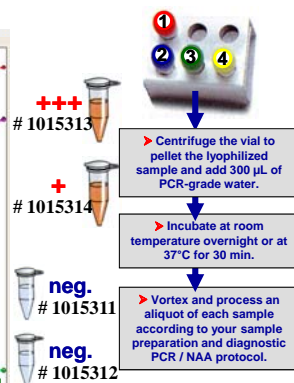 1
2 3 4
+++
# 1015313
+
# 1015314
neg.
# 1015311
neg.
# 1015312
➤ Centrifuge the vial to
pellet the lyophilized
sample and add 300 µL of
PCR-grade water.
➤ Incubate at room
temperature overnight or at
37°C for 30 min.
➤ Vortex and process an
aliquot of each sample
according to your sample
preparation and diagnostic
PCR / NAA protocol.